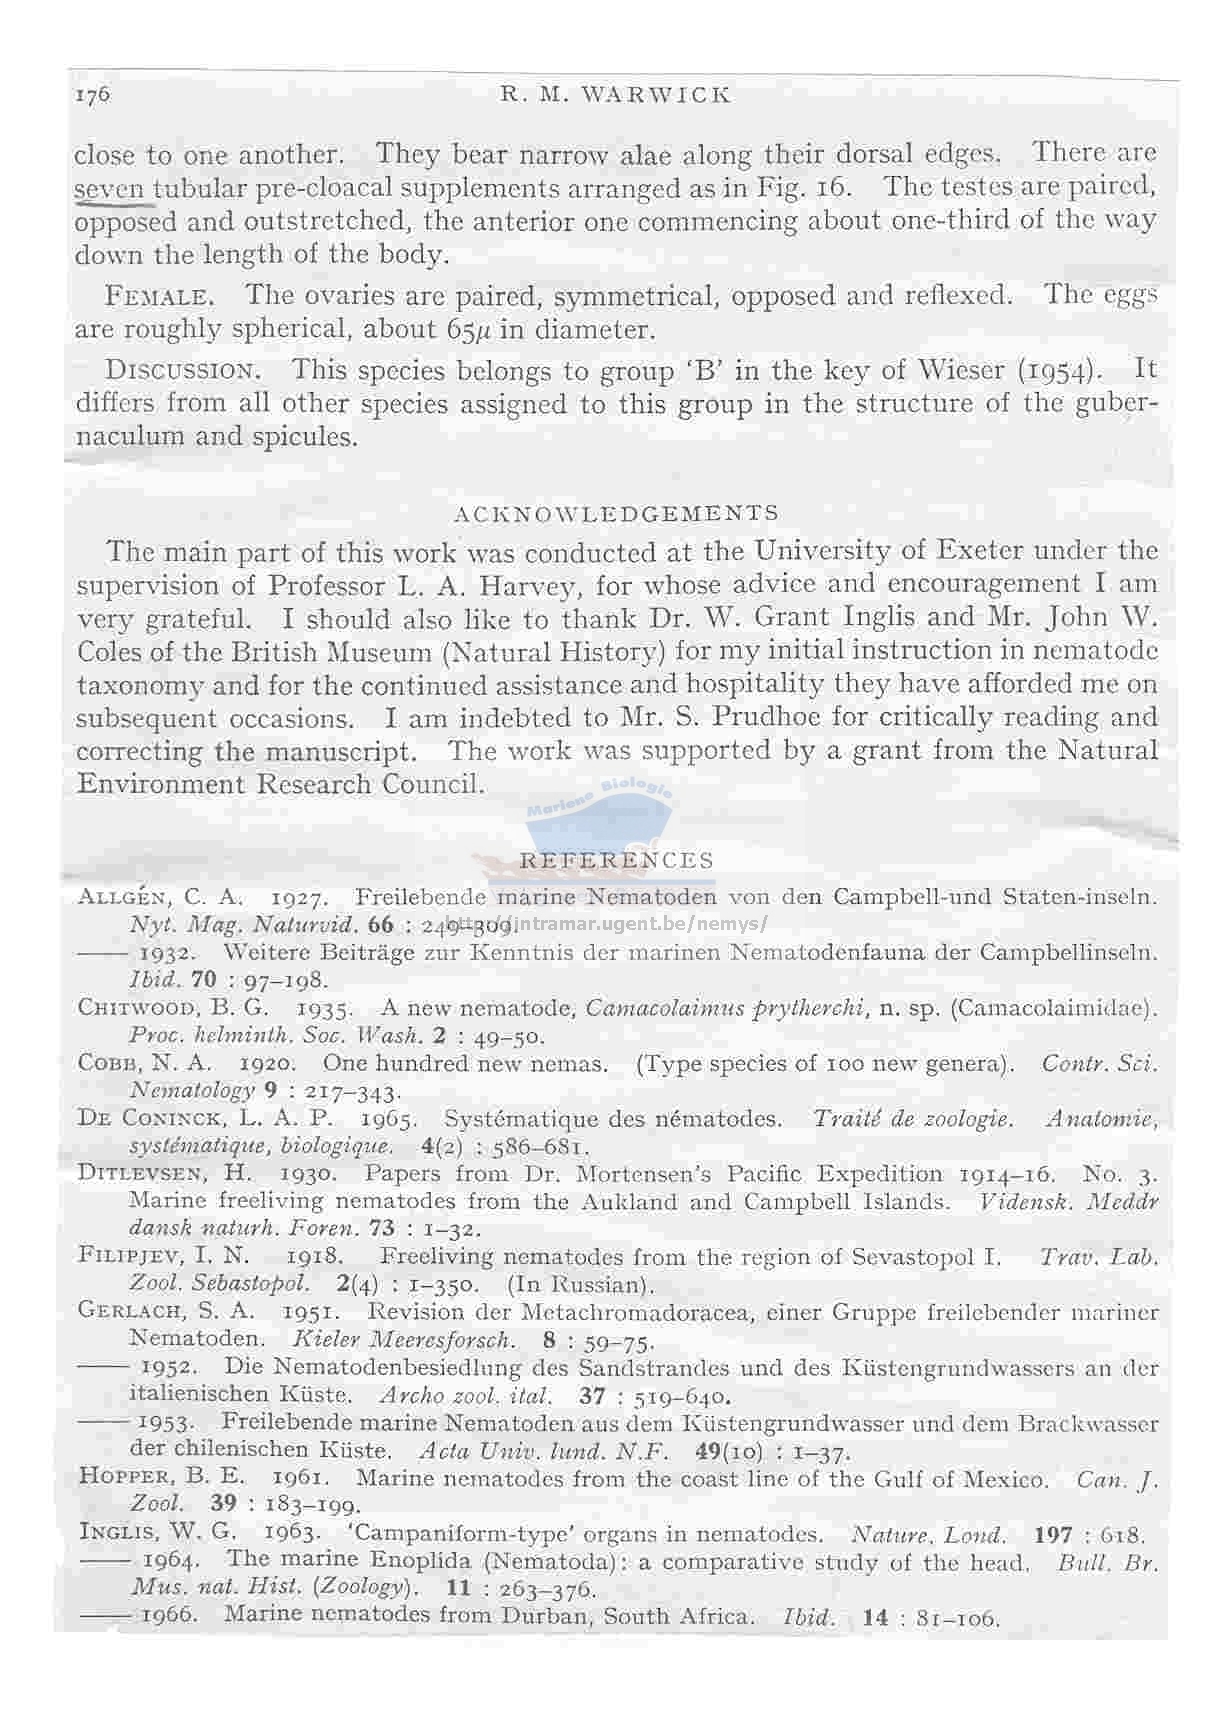 176
R. M. WARWICK
close to one another. They bear narrow alae along their dorsal edges. There are
seven tubular pre-cloacal supplements arranged as in Fig. 16. The testes are paired,
opposed and outstretched, the anterior one commencing about one-third of the way
down the length of the body.
FEMALE. The ovaries are paired, symmetrical, opposed and reflexed. The eggs
are roughly spherical, about 65μ in diameter.
DISCUSSION. This species belongs to group ‘B’ in the key of Wieser (1954). It
differs from all other species assigned to this group in the structure of the guber-
naculum and spicules.
ACKNOWLEDGEMENTS
The main part of this work was conducted at the University of Exeter under the
supervision of Professor L. A. Harvey, for whose advice and encouragement I am
very grateful. I should also like to thank Dr. W. Grant Inglis and Mr. John W.
Coles of the British Museum (Natural History) for my initial instruction in nematode
taxonomy and for the continued assistance and hospitality they have afforded me on
subsequent occasions. I am indebted to Mr. S. Prudhoe for critically reading and
correcting the manuscript. The work was supported by a grant from the Natural
Environment Research Council.
Mariene Biologie
REFERENCES
ALLGÉN, C. A. 1927. Freilebende marine Nematoden von den Campbell-und Staten-inseln.
Nyt. Mag. Naturvid. 66 : 249–309.
http://intramar.ugent.be/nemys/
—— 1932. Weitere Beiträge zur Kenntnis der marinen Nematodenfauna der Campbellinseln.
Ibid. 70 : 97–198.
CHITWOOD, B. G. 1935. A new nematode, Camacolaimus prytherchi, n. sp. (Camacolaimidae).
Proc. helminth. Soc. Wash. 2 : 49–50.
COBB, N. A. 1920. One hundred new nemas. (Type species of 100 new genera). Contr. Sci.
Nematology 9 : 217–343.
DE CONINCK, L. A. P. 1965. Systématique des nématodes. Traité de zoologie. Anatomie,
systématique, biologique. 4(2) : 586–681.
DITLEVSEN, H. 1930. Papers from Dr. Mortensen's Pacific Expedition 1914–16. No. 3.
Marine freeliving nematodes from the Aukland and Campbell Islands. Vidensk. Meddr
dansk naturh. Foren. 73 : 1–32.
FILIPJEV, I. N. 1918. Freeliving nematodes from the region of Sevastopol I. Trav. Lab.
Zool. Sebastopol. 2(4) : 1–350. (In Russian).
GERLACH, S. A. 1951. Revision der Metachromadoracea, einer Gruppe freilebender mariner
Nematoden. Kieler Meeresforsch. 8 : 59–75.
—— 1952. Die Nematodenbesiedlung des Sandstrandes und des Küstengrundwassers an der
italienischen Küste. Archo zool. ital. 37 : 519–640.
—— 1953. Freilebende marine Nematoden aus dem Küstengrundwasser und dem Brackwasser
der chilenischen Küste. Acta Univ. lund. N.F. 49(10) : 1–37.
HOPPER, B. E. 1961. Marine nematodes from the coast line of the Gulf of Mexico. Can. J.
Zool. 39 : 183–199.
INGLIS, W. G. 1963. ‘Campaniform-type’ organs in nematodes. Nature, Lond. 197 : 618.
—— 1964. The marine Enoplida (Nematoda): a comparative study of the head. Bull. Br.
Mus. nat. Hist. (Zoology). 11 : 263–376.
—— 1966. Marine nematodes from Durban, South Africa. Ibid. 14 : 81–106.